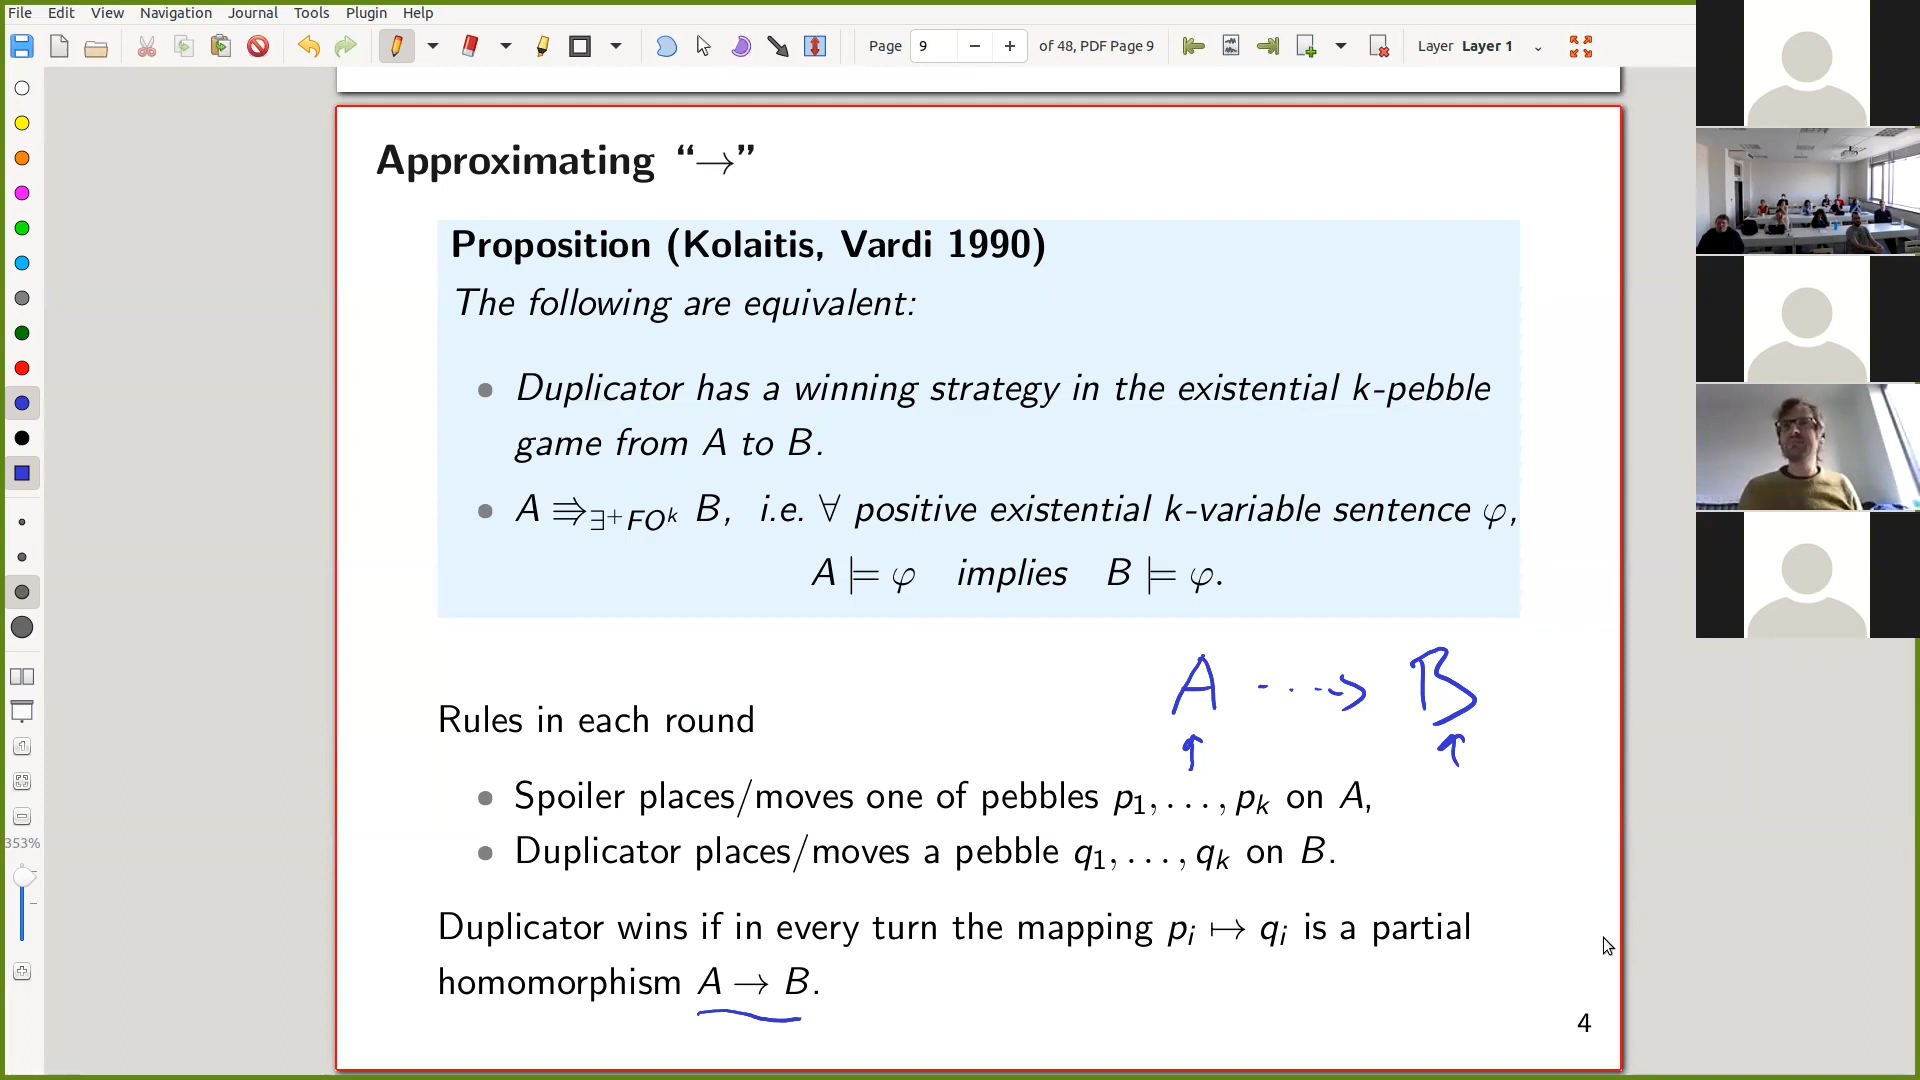 File Edit View Navigation Journal Tools Plugin Help
Page 9 of 48, PDF Page 9 Layer Layer 1
Approximating “→”
Proposition (Kolaitis, Vardi 1990)
The following are equivalent:
• Duplicator has a winning strategy in the existential k-pebble
game from A to B.
• A ⇛∃⁺FOᵏ B, i.e. ∀ positive existential k-variable sentence φ,
A ⊨ φ implies B ⊨ φ.
A ⇢ B
Rules in each round
• Spoiler places/moves one of pebbles p₁, . . . , pₖ on A,
• Duplicator places/moves a pebble q₁, . . . , qₖ on B.
Duplicator wins if in every turn the mapping pᵢ ↦ qᵢ is a partial
homomorphism A → B.
4
353%